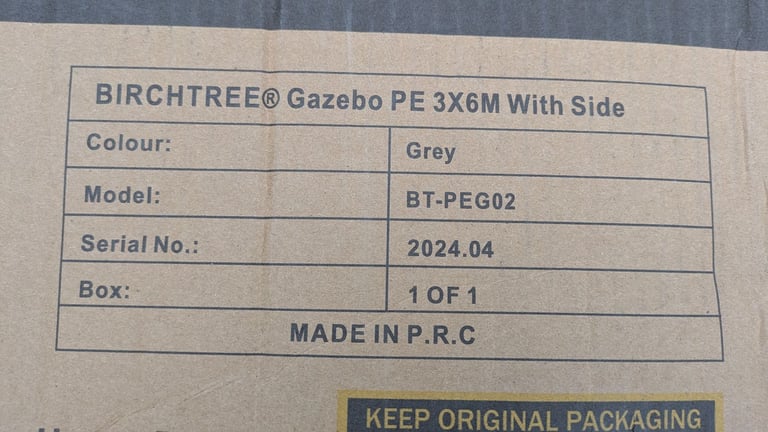 BIRCHTREE® Gazebo PE 3X6M With Side
Colour: Grey
Model: BT-PEG02
Serial No.: 2024.04
Box: 1 OF 1
MADE IN P.R.C
KEEP ORIGINAL PACKAGING